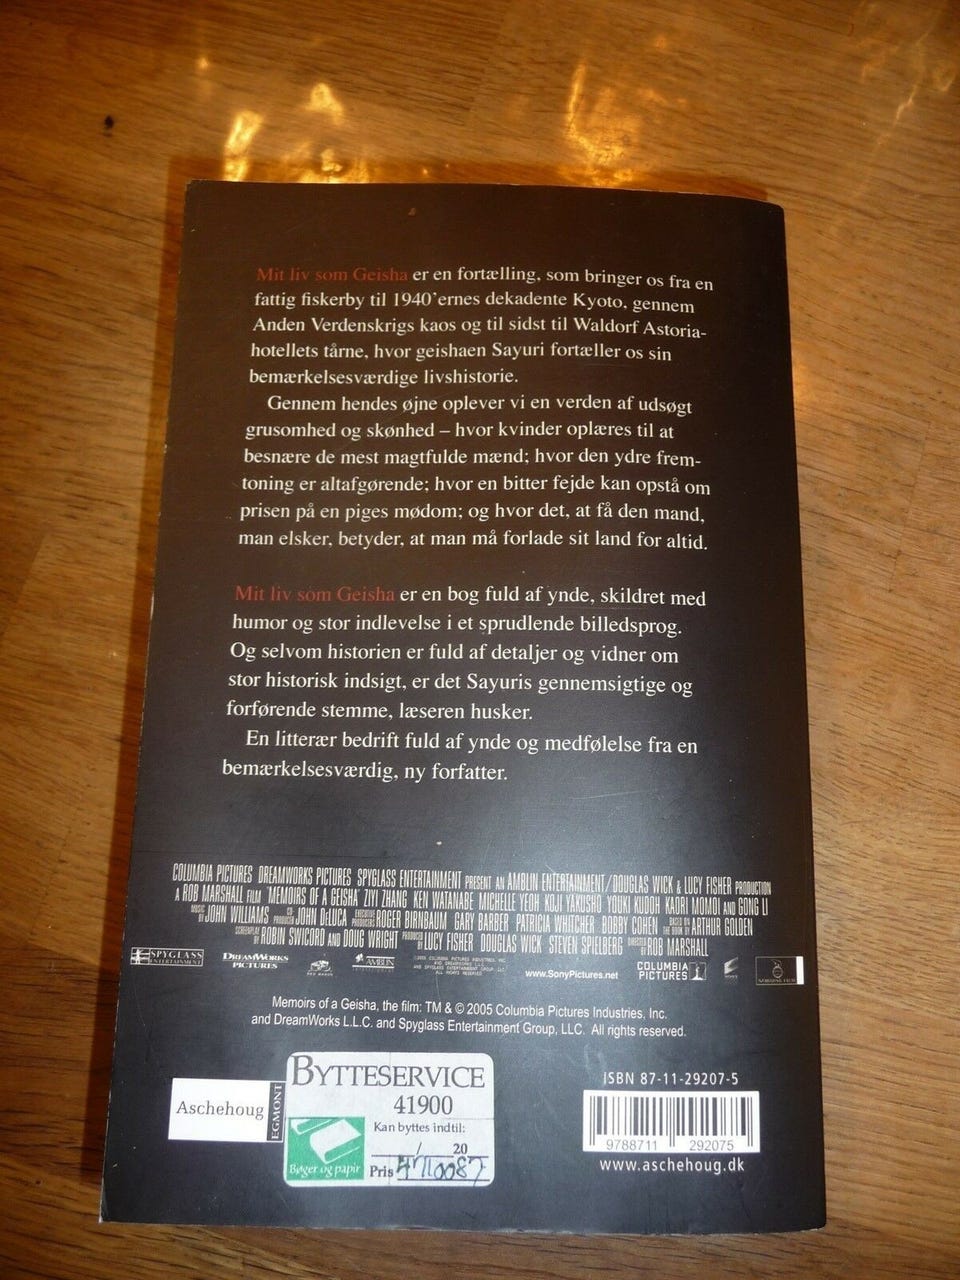 Mit liv som Geisha er en fortælling, som bringer os fra en
fattig fiskerby til 1940'ernes dekadente Kyoto, gennem
Anden Verdenskrigs kaos og til sidst til Waldorf Astoria-
hotellets tårne, hvor geishaen Sayuri fortæller os sin
bemærkelsesværdige livshistorie.
Gennem hendes øjne oplever vi en verden af udsøgt
grusomhed og skønhed – hvor kvinder oplæres til at
besnære de mest magtfulde mænd; hvor den ydre frem-
toning er altafgørende; hvor en bitter fejde kan opstå om
prisen på en piges mødom; og hvor det, at få den mand,
man elsker, betyder, at man må forlade sit land for altid.
Mit liv som Geisha er en bog fuld af ynde, skildret med
humor og stor indlevelse i et sprudlende billedsprog.
Og selvom historien er fuld af detaljer og vidner om
stor historisk indsigt, er det Sayuris gennemsigtige og
forførende stemme, læseren husker.
En litterær bedrift fuld af ynde og medfølelse fra en
bemærkelsesværdig, ny forfatter.
COLUMBIA PICTURES DREAMWORKS PICTURES SPYGLASS ENTERTAINMENT PRESENT AN AMBLIN ENTERTAINMENT/DOUGLAS WICK & LUCY FISHER PRODUCTION
A ROB MARSHALL FILM "MEMOIRS OF A GEISHA" ZIYI ZHANG KEN WATANABE MICHELLE YEOH KOJI YAKUSHO YOUKI KUDOH KAORI MOMOI AND GONG LI
MUSIC BY JOHN WILLIAMS CO-PRODUCER JOHN DeLUCA EXECUTIVE PRODUCERS ROGER BIRNBAUM GARY BARBER PATRICIA WHITCHER BOBBY COHEN BASED ON THE BOOK BY ARTHUR GOLDEN
SCREENPLAY BY ROBIN SWICORD AND DOUG WRIGHT PRODUCED BY LUCY FISHER DOUGLAS WICK STEVEN SPIELBERG DIRECTED BY ROB MARSHALL
SPYGLASS ENTERTAINMENT
DREAMWORKS PICTURES
AMBLIN
www.SonyPictures.net
COLUMBIA PICTURES
SONY
Memoirs of a Geisha, the film: TM & © 2005 Columbia Pictures Industries, Inc.
and DreamWorks L.L.C. and Spyglass Entertainment Group, LLC. All rights reserved.
Aschehoug
EGMONT
BYTTESERVICE
41900
Kan byttes indtil:
/ 20
Pris
Bøger og papir
ISBN 87-11-29207-5
9788711 292075
www.aschehoug.dk